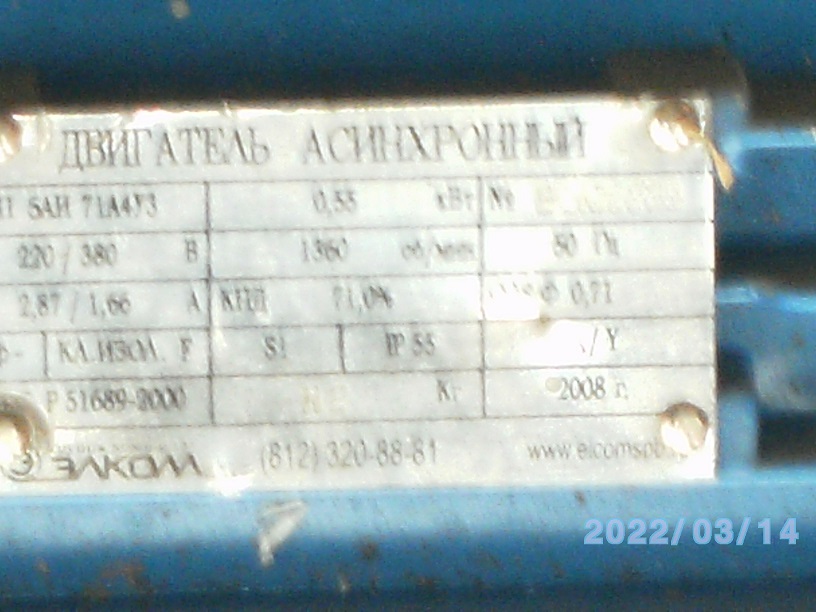 ДВИГАТЕЛЬ АСИНХРОННЫЙ
5АИ 71А4У3 0,55 кВт №
220 / 380 В 1360 об/мин 50 Гц
2,87 / 1,66 А КПД 71,0% 0,71
КЛ.ИЗОЛ. F S1 IP 55 / Y
Р 51689-2000 Кг 2008 г.
(812) 320-88-81 www.elcomspb
2022/03/14